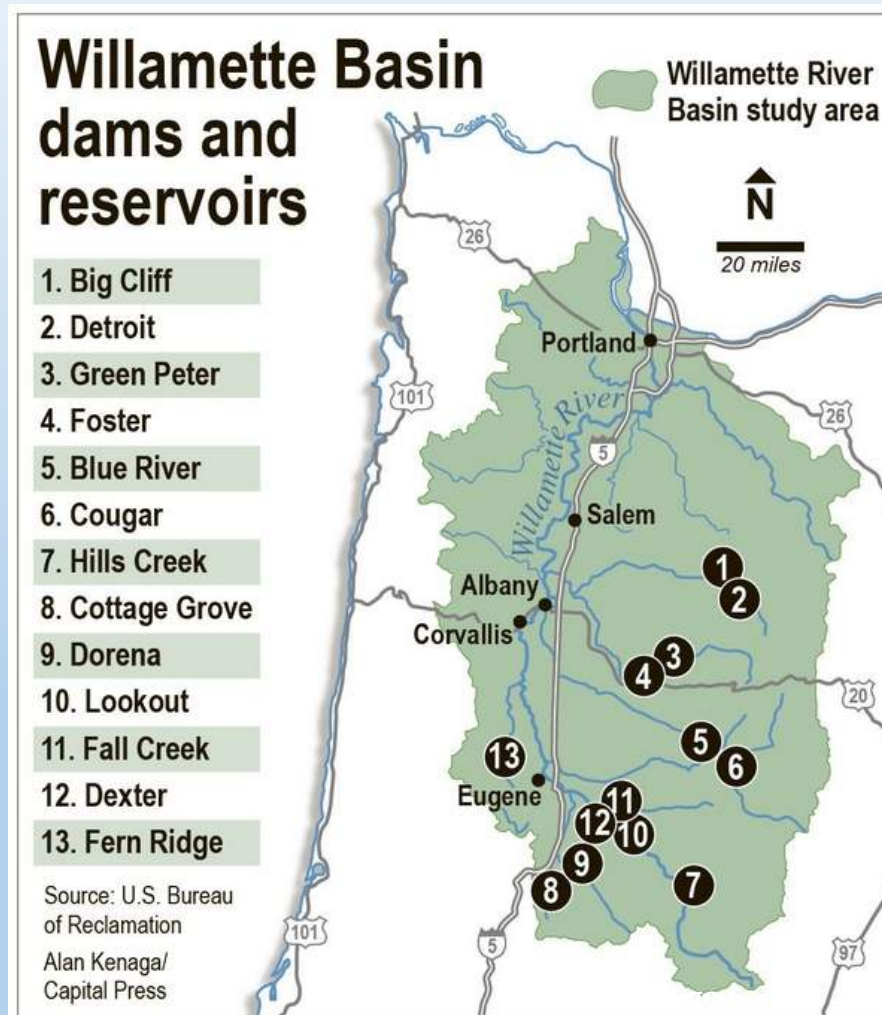 Willamette Basin
dams and
reservoirs
Willamette River
Basin study area
N
20 miles
1. Big Cliff
2. Detroit
3. Green Peter
4. Foster
5. Blue River
6. Cougar
7. Hills Creek
8. Cottage Grove
9. Dorena
10. Lookout
11. Fall Creek
12. Dexter
13. Fern Ridge
Source: U.S. Bureau
of Reclamation
Alan Kenaga/
Capital Press
26
Portland
101
Willamette River
26
5
Salem
1
2
Albany
Corvallis
3
4
20
5
6
13
Eugene
11
12
10
9
8
7
101
5
97